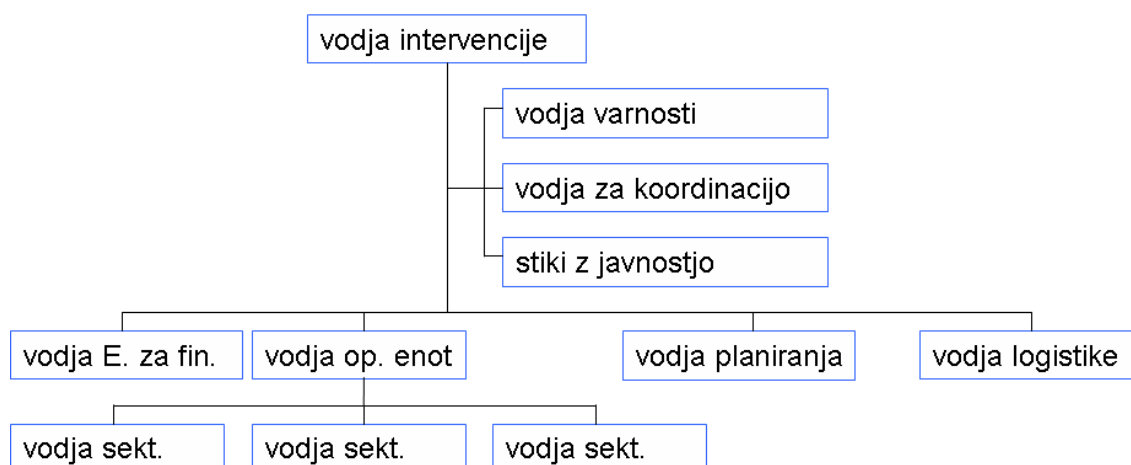 vodja intervencije
vodja varnosti
vodja za koordinacijo
stiki z javnostjo
vodja E. za fin.
vodja op. enot
vodja planiranja
vodja logistike
vodja sekt.
vodja sekt.
vodja sekt.